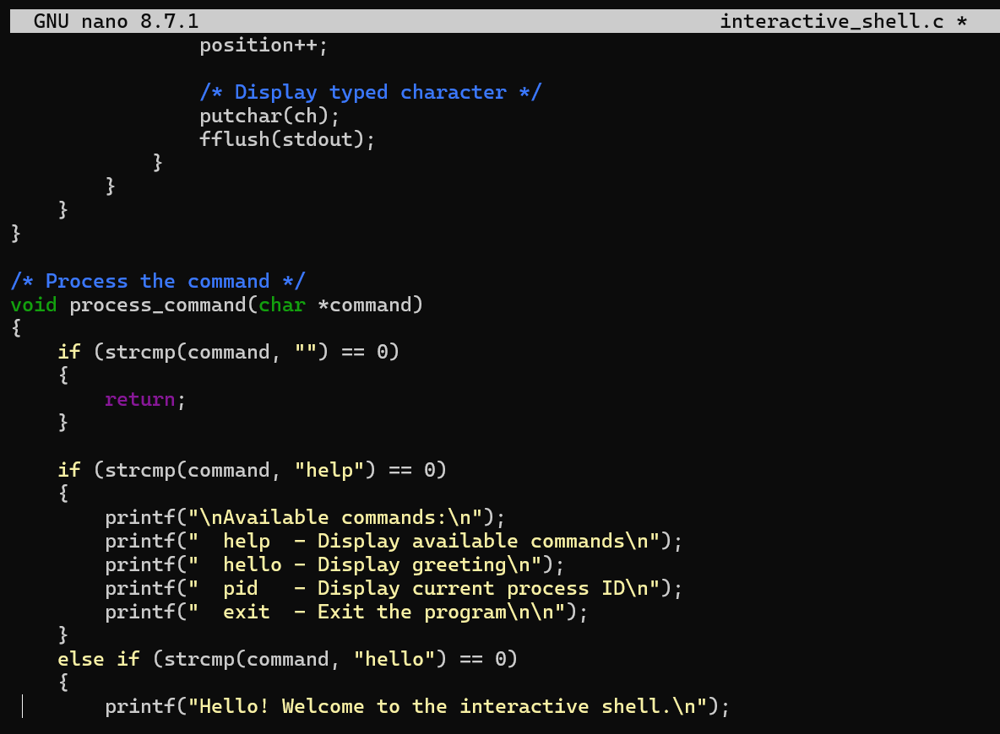 GNU nano 8.7.1 interactive_shell.c *
                position++;

                /* Display typed character */
                putchar(ch);
                fflush(stdout);
            }
        }
    }
}

/* Process the command */
void process_command(char *command)
{
    if (strcmp(command, "") == 0)
    {
        return;
    }

    if (strcmp(command, "help") == 0)
    {
        printf("\nAvailable commands:\n");
        printf("  help  - Display available commands\n");
        printf("  hello - Display greeting\n");
        printf("  pid   - Display current process ID\n");
        printf("  exit  - Exit the program\n\n");
    }
    else if (strcmp(command, "hello") == 0)
    {
        printf("Hello! Welcome to the interactive shell.\n");